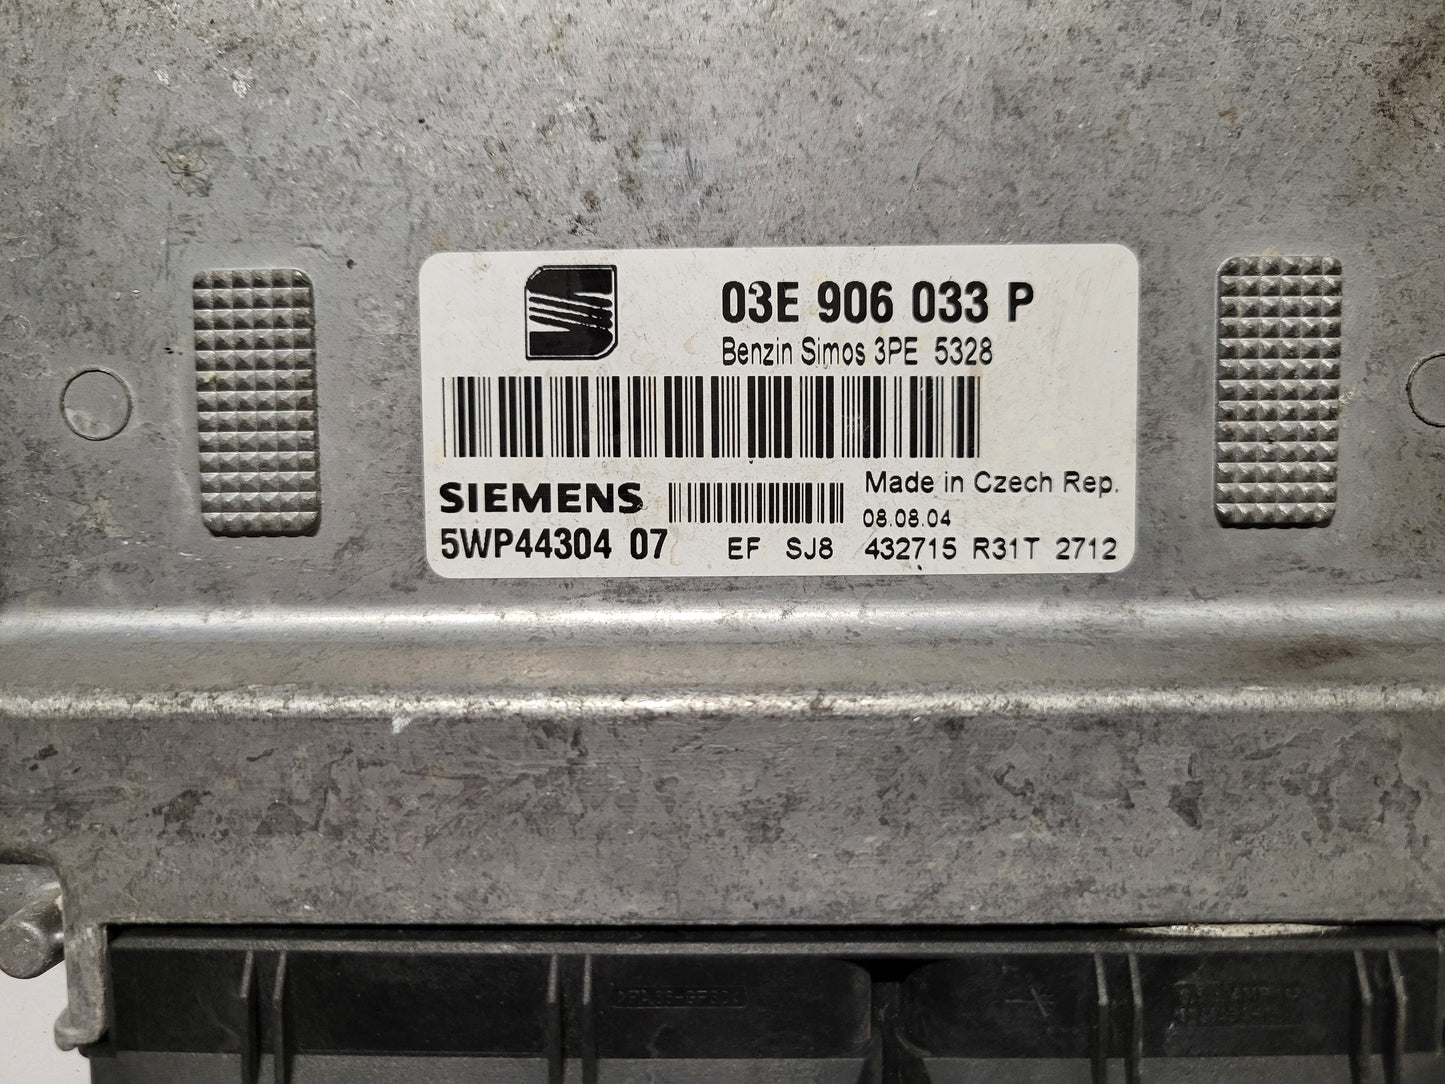 03E 906 033 P
Benzin Simos 3PE 5328
SIEMENS
Made in Czech Rep.
08.08.04
5WP44304 07 EF SJ8 432715 R31T 2712